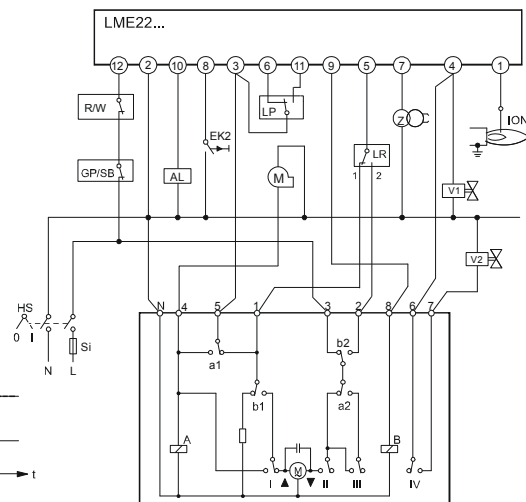 LME22...
12 2 10 8 3 6 11 9 5 7 4 1
R/W
LP
EK2
Z
ION
LR
1 2
GP/SB
AL
M
V1
V2
HS
0 I
Si
N L
N 4 5 1 3 2 8 6 7
a1
b2
b1
a2
A
I
M
II
III
B
IV
t